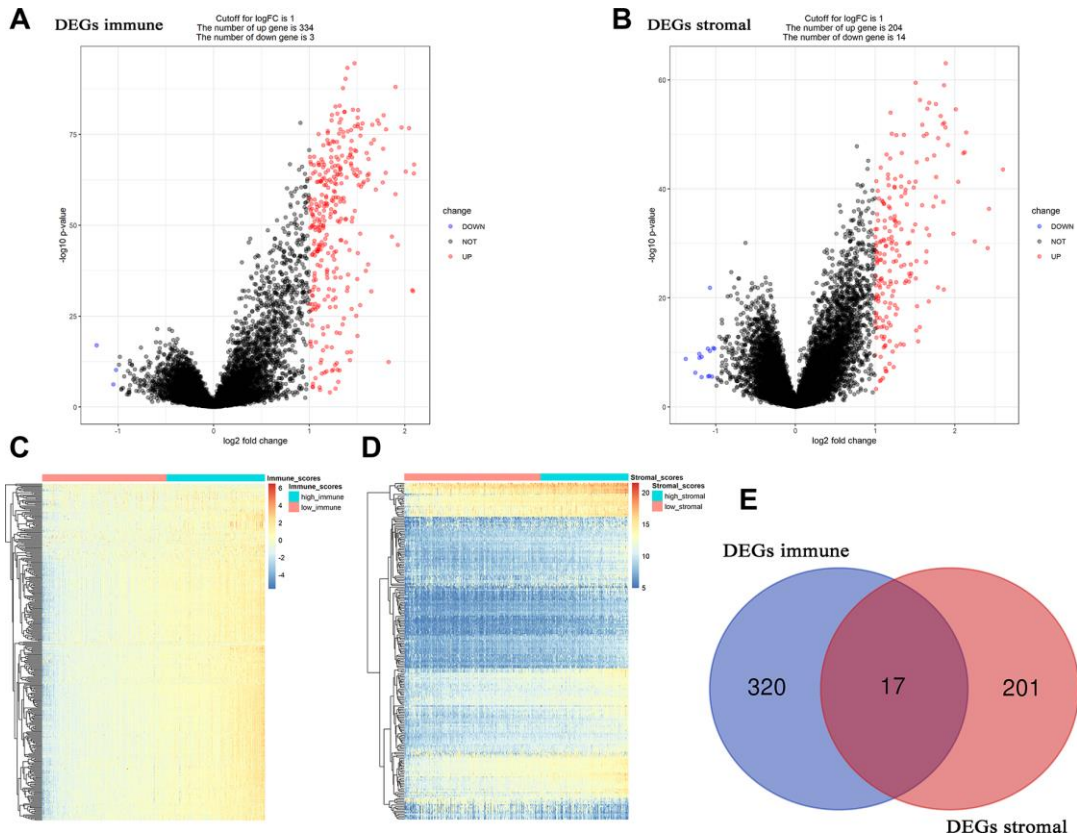 A
DEGs immune
Cutoff for logFC is 1
The number of up gene is 334
The number of down gene is 3
75
50
25
0
-log10 p-value
-1
0
1
2
log2 fold change
change
DOWN
NOT
UP
B
DEGs stromal
Cutoff for logFC is 1
The number of up gene is 204
The number of down gene is 14
60
40
20
0
-log10 p-value
-1
0
1
2
log2 fold change
change
DOWN
NOT
UP
C
Immune_scores
6
4
2
0
-2
-4
Immune_scores
high_immune
low_immune
D
Stromal_scores
20
15
10
5
Stromal_scores
high_stromal
low_stromal
E
DEGs immune
320
17
201
DEGs stromal